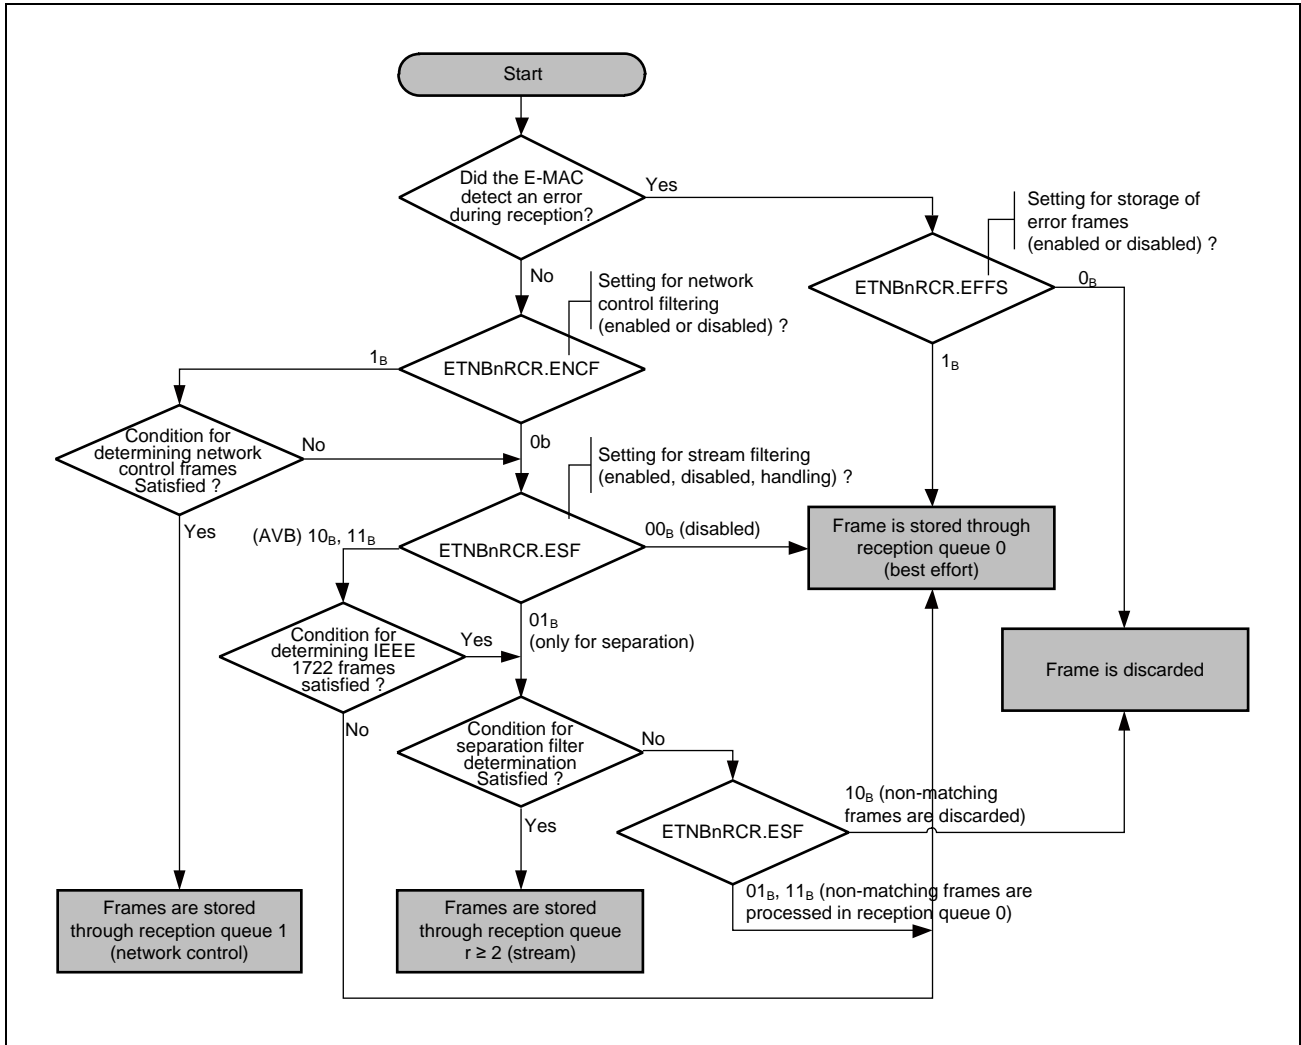 Start
Did the E-MAC
detect an error
during reception?
Yes
Setting for storage of
error frames
(enabled or disabled) ?
No
Setting for network
control filtering
(enabled or disabled) ?
ETNBnRCR.EFFS
0B
1B
ETNBnRCR.ENCF
1B
0b
Condition for
determining network
control frames
Satisfied ?
No
Yes
Setting for stream filtering
(enabled, disabled, handling) ?
(AVB) 10B, 11B
ETNBnRCR.ESF
00B (disabled)
Frame is stored through
reception queue 0
(best effort)
01B
(only for separation)
Condition for
determining IEEE
1722 frames
satisfied ?
Yes
No
Frame is discarded
Condition for
separation filter
determination
Satisfied ?
No
Yes
ETNBnRCR.ESF
10B (non-matching
frames are discarded)
01B, 11B (non-matching frames are
processed in reception queue 0)
Frames are stored
through reception queue 1
(network control)
Frames are stored
through reception queue
r ≥ 2 (stream)